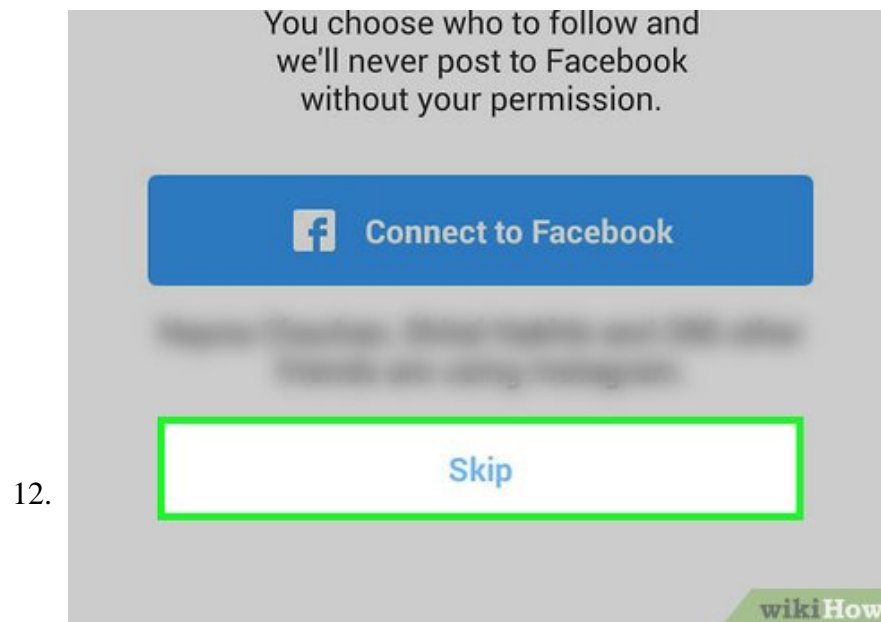 You choose who to follow and
we'll never post to Facebook
without your permission.
Connect to Facebook
Skip
12.
wikiHow